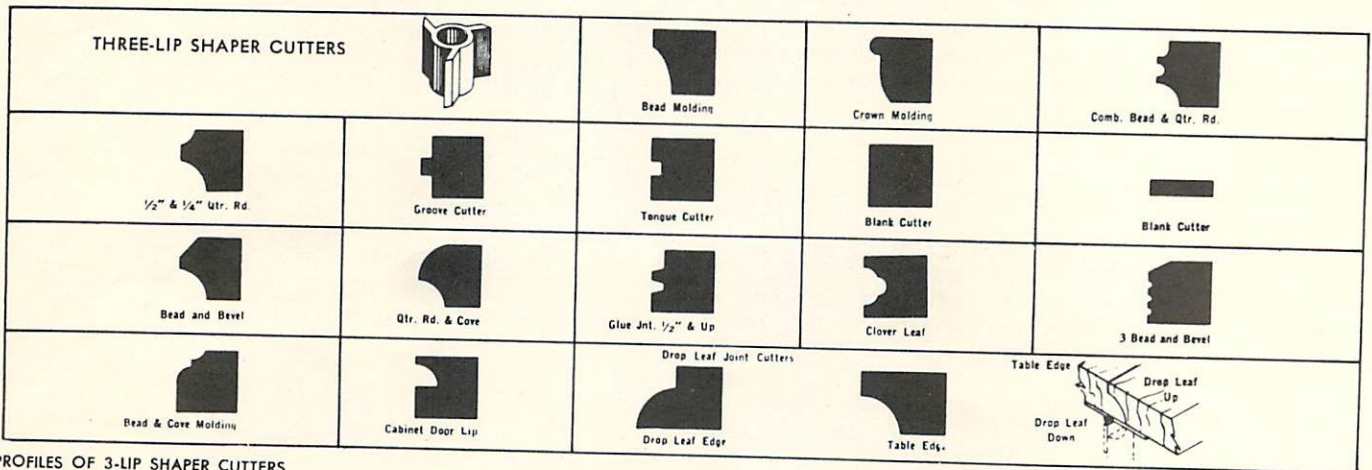 THREE-LIP SHAPER CUTTERS
Bead Molding
Crown Molding
Comb. Bead & Qtr. Rd.
½" & ¼" Qtr. Rd.
Groove Cutter
Tongue Cutter
Blank Cutter
Blank Cutter
Bead and Bevel
Qtr. Rd. & Cove
Glue Jnt. ½" & Up
Clover Leaf
3 Bead and Bevel
Bead & Cove Molding
Cabinet Door Lip
Drop Leaf Joint Cutters
Drop Leaf Edge
Table Edge
Table Edge
Drop Leaf
Up
Drop Leaf
Down
PROFILES OF 3-LIP SHAPER CUTTERS